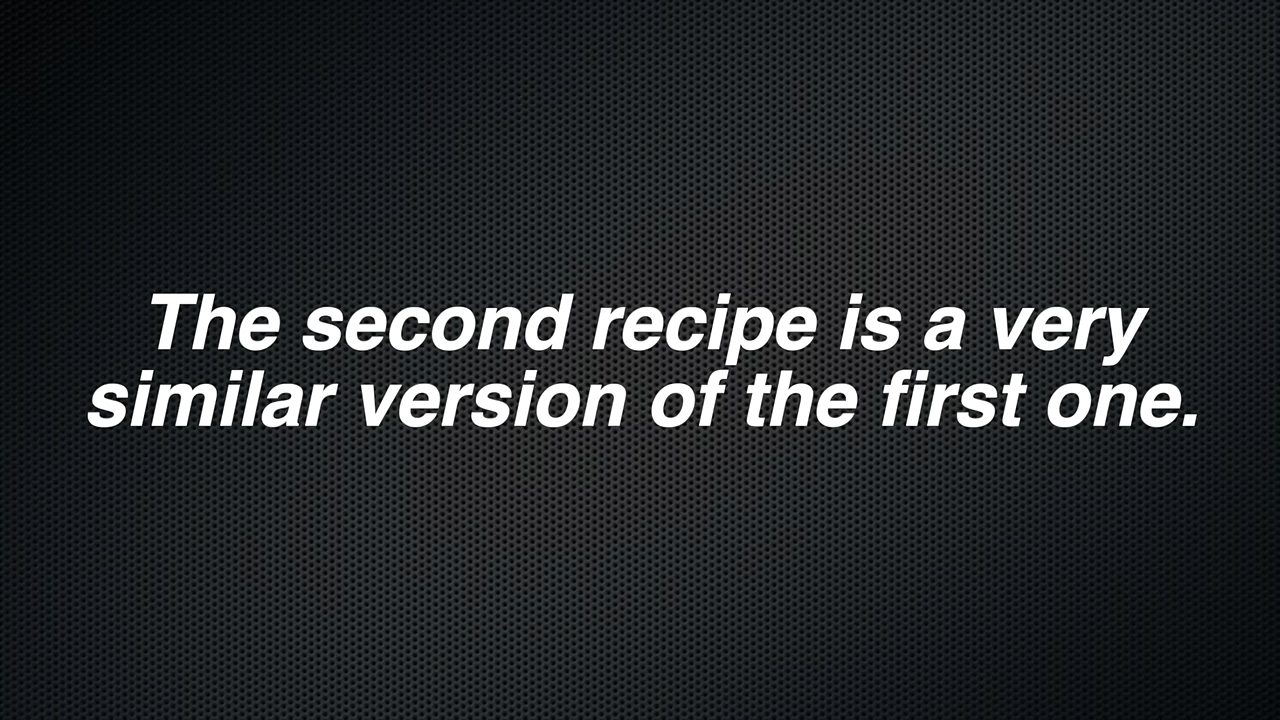 The second recipe is a very
similar version of the first one.